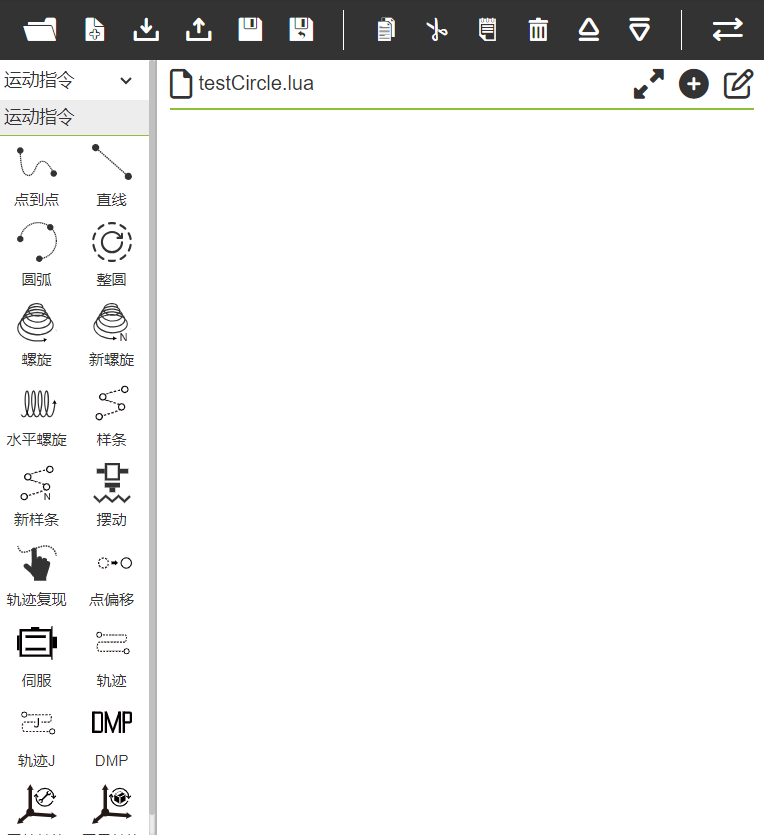 运动指令
testCircle.lua
运动指令
点到点 直线
圆弧 整圆
螺旋 新螺旋
N
水平螺旋 样条
N
新样条 摆动
轨迹复现 点偏移
伺服 轨迹
J DMP
轨迹J DMP